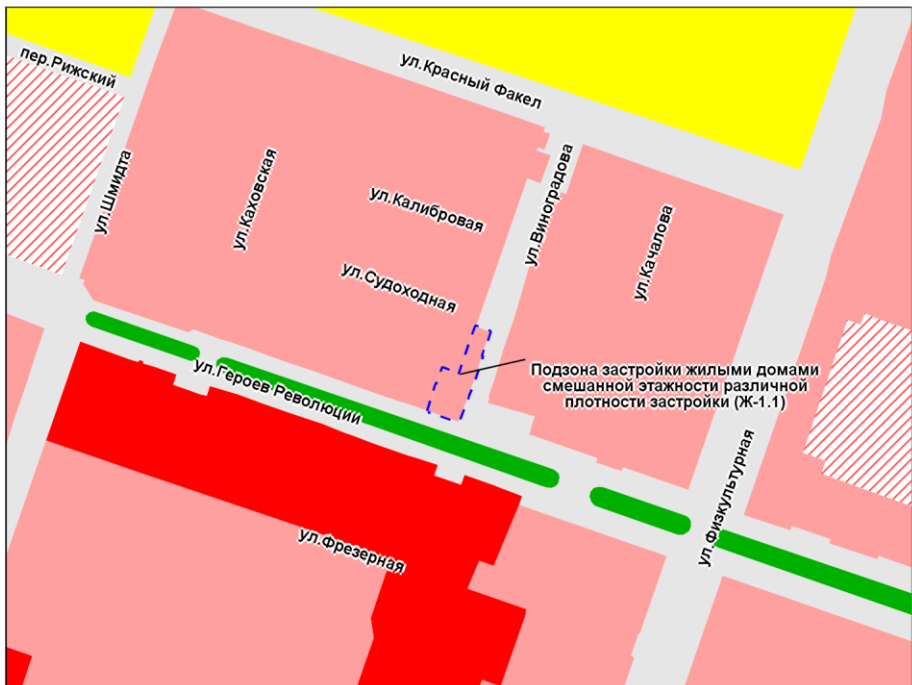 ул.Красный Факел
пер.Рижский
ул.Шмидта
ул.Каховская
ул.Калибровая
ул.Виноградова
ул.Качалова
ул.Судоходная
Подзона застройки жилыми домами
смешанной этажности различной
плотности застройки (Ж-1.1)
ул.Героев Революции
ул.Физкультурная
ул.Фрезерная